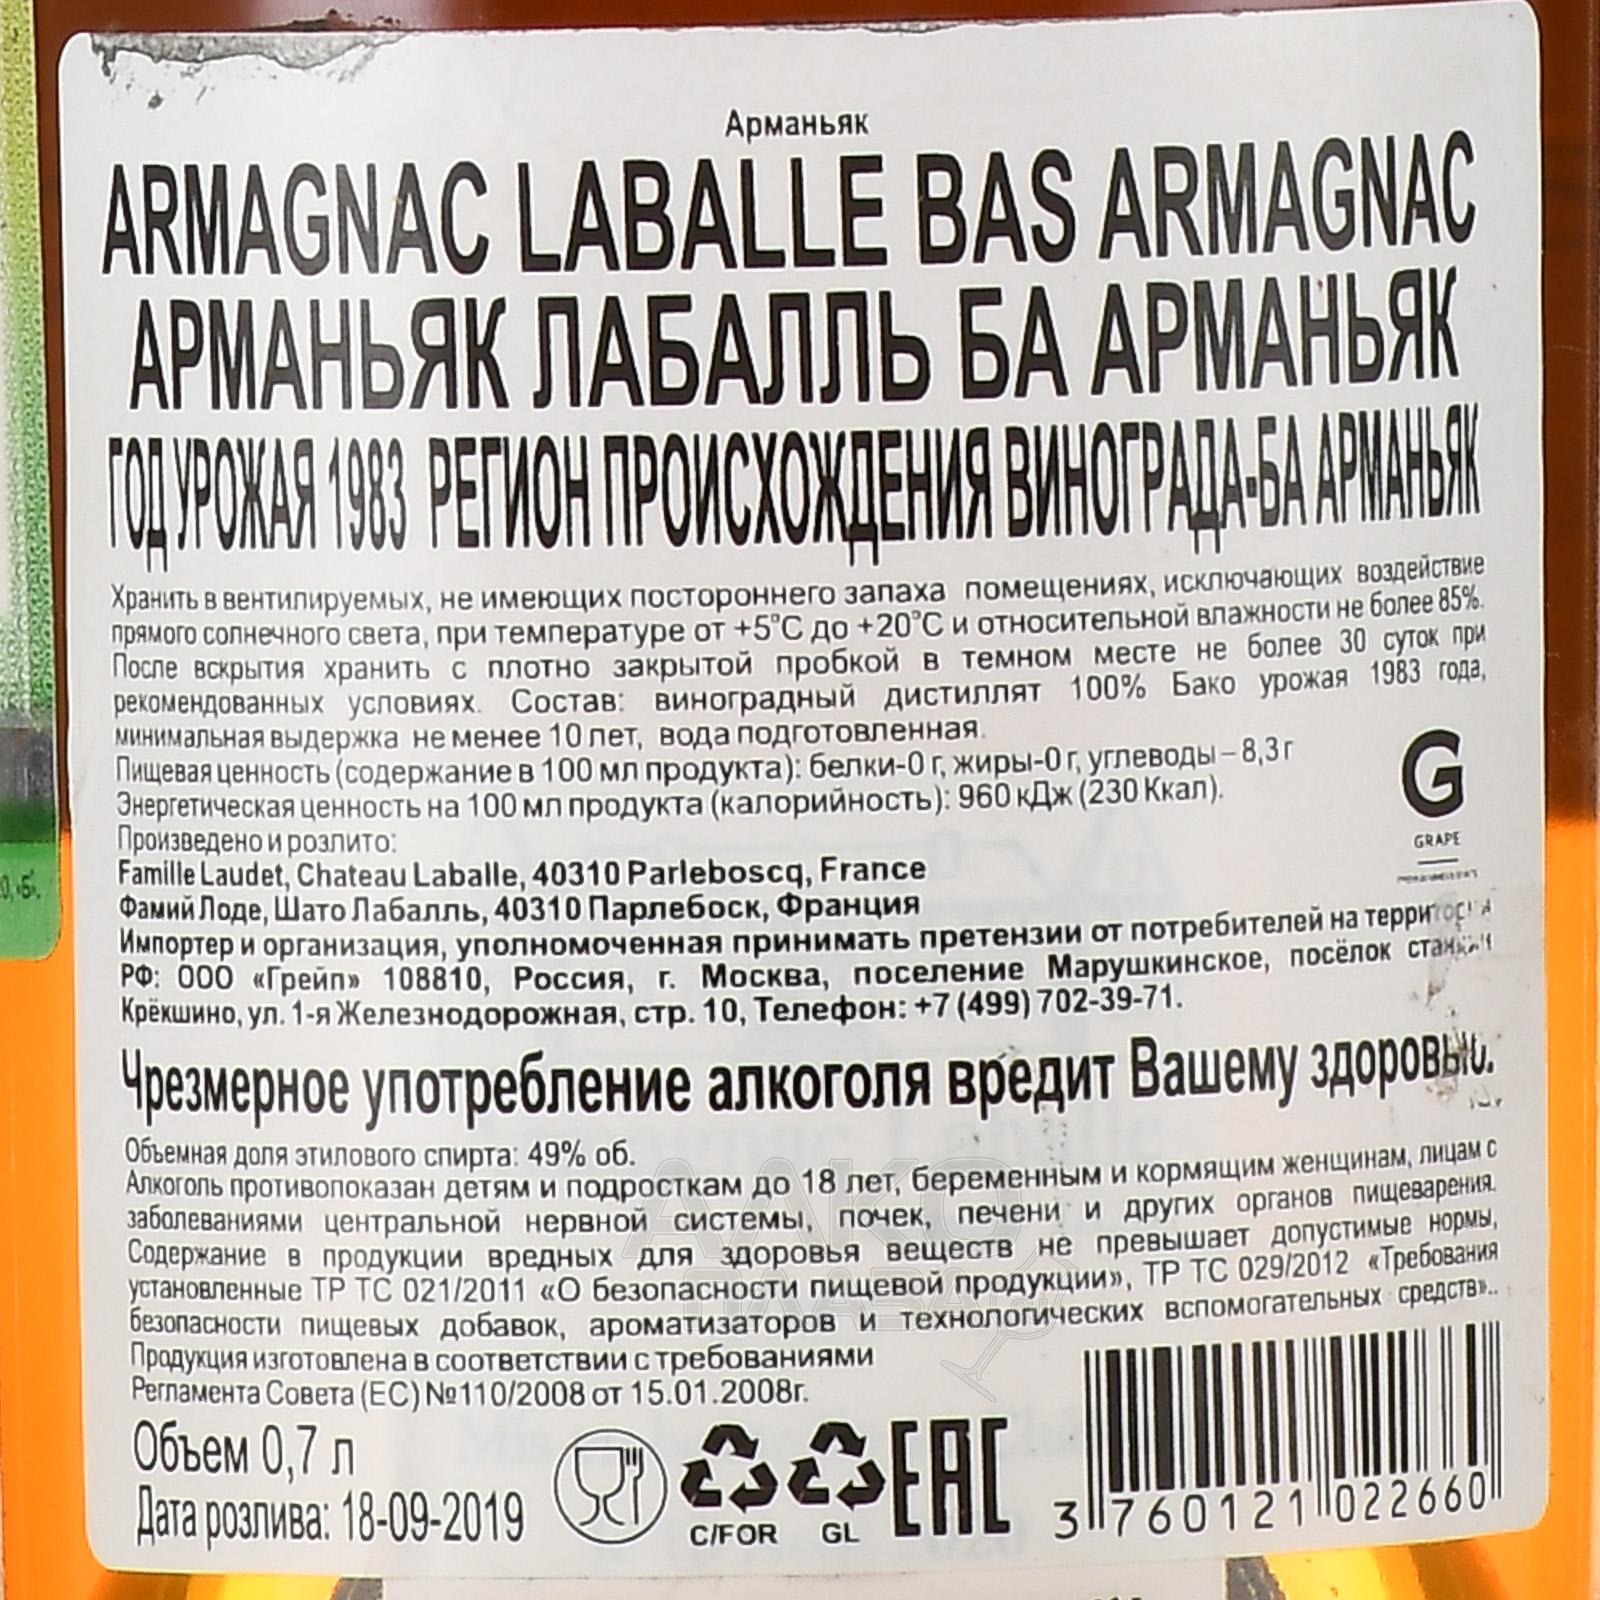 Арманьяк
ARMAGNAC LABALLE BAS ARMAGNAC
АРМАНЬЯК ЛАБАЛЛЬ БА АРМАНЬЯК
ГОД УРОЖАЯ 1983 РЕГИОН ПРОИСХОЖДЕНИЯ ВИНОГРАДА-БА АРМАНЬЯК
Хранить в вентилируемых, не имеющих постороннего запаха помещениях, исключающих воздействие
прямого солнечного света, при температуре от +5°С до +20°С и относительной влажности не более 85%.
После вскрытия хранить с плотно закрытой пробкой в темном месте не более 30 суток при
рекомендованных условиях. Состав: виноградный дистиллят 100% Бако урожая 1983 года,
минимальная выдержка не менее 10 лет, вода подготовленная.
Пищевая ценность (содержание в 100 мл продукта): белки-0 г, жиры-0 г, углеводы – 8,3 г
Энергетическая ценность на 100 мл продукта (калорийность): 960 кДж (230 Ккал).
Произведено и розлито:
Famille Laudet, Chateau Laballe, 40310 Parleboscq, France
Фамий Лоде, Шато Лабалль, 40310 Парлебоск, Франция
Импортер и организация, уполномоченная принимать претензии от потребителей на территории
РФ: ООО «Грейп» 108810, Россия, г. Москва, поселение Марушкинское, посёлок станции
Крёкшино, ул. 1-я Железнодорожная, стр. 10, Телефон: +7 (499) 702-39-71.
G
GRAPE
Чрезмерное употребление алкоголя вредит Вашему здоровью.
Объемная доля этилового спирта: 49% об.
Алкоголь противопоказан детям и подросткам до 18 лет, беременным и кормящим женщинам, лицам с
заболеваниями центральной нервной системы, почек, печени и других органов пищеварения.
Содержание в продукции вредных для здоровья веществ не превышает допустимые нормы,
установленные ТР ТС 021/2011 «О безопасности пищевой продукции», ТР ТС 029/2012 «Требования
безопасности пищевых добавок, ароматизаторов и технологических вспомогательных средств»..
Продукция изготовлена в соответствии с требованиями
Регламента Совета (ЕС) №110/2008 от 15.01.2008г.
Объем 0,7 л
Дата розлива: 18-09-2019
C/FOR
GL
EAC
3 760121 022660
ААКО